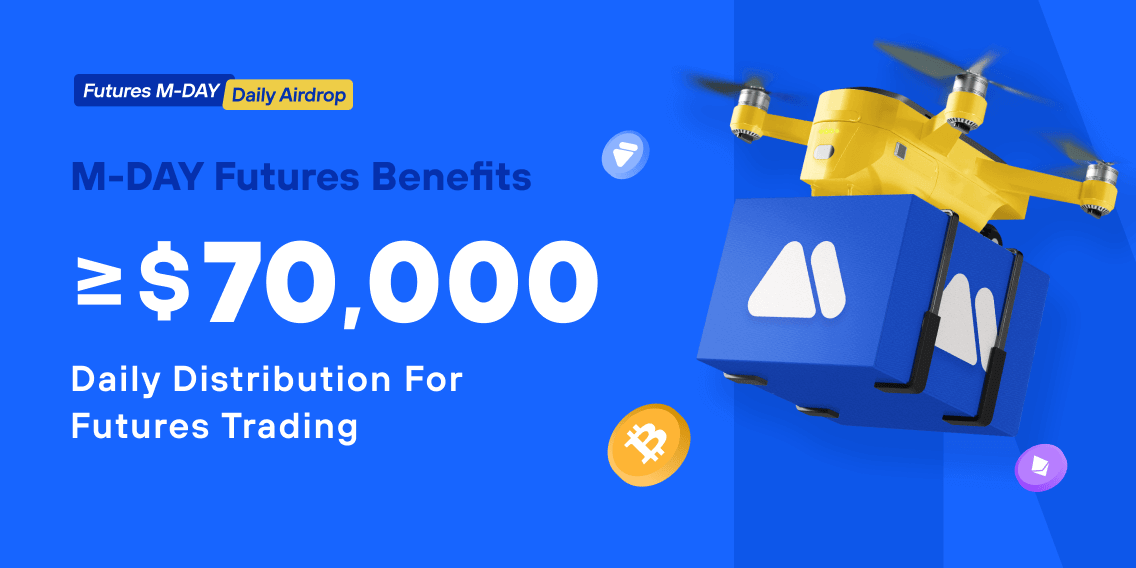 Futures M-DAY
Daily Airdrop
M-DAY Futures Benefits
≥$70,000
Daily Distribution For
Futures Trading